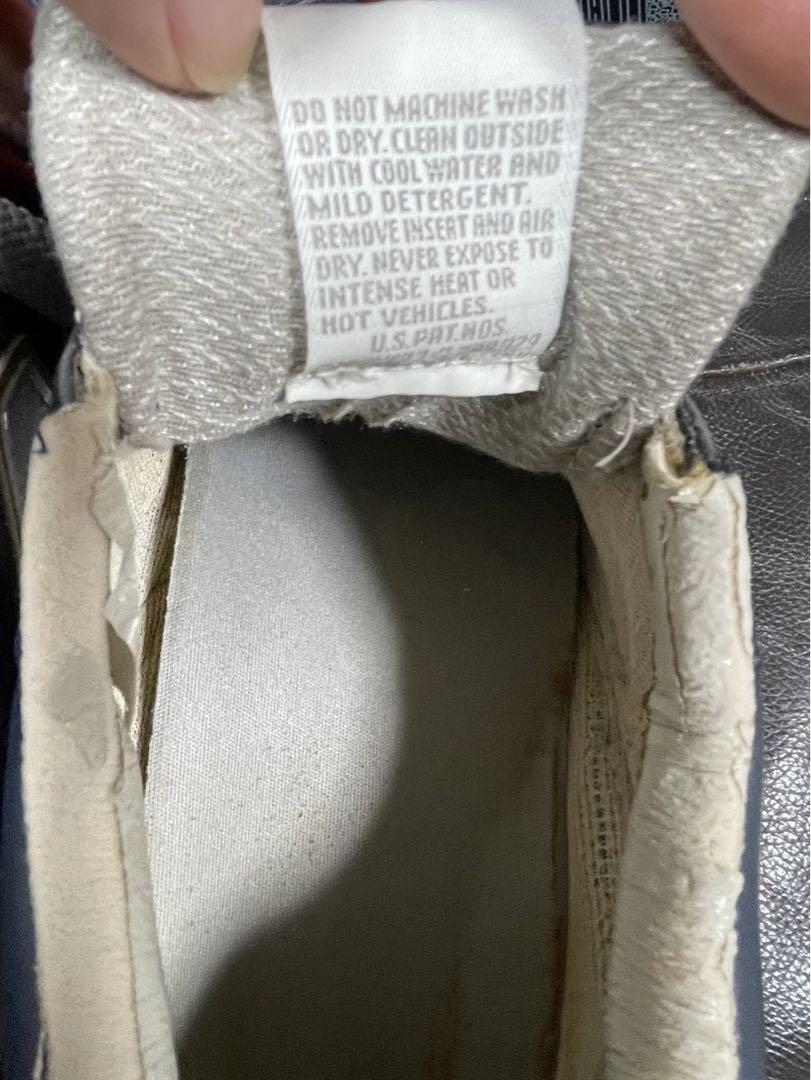 DO NOT MACHINE WASH
OR DRY. CLEAN OUTSIDE
WITH COOL WATER AND
MILD DETERGENT.
REMOVE INSERT AND AIR
DRY. NEVER EXPOSE TO
INTENSE HEAT OR
HOT VEHICLES.
U.S. PAT. NOS.